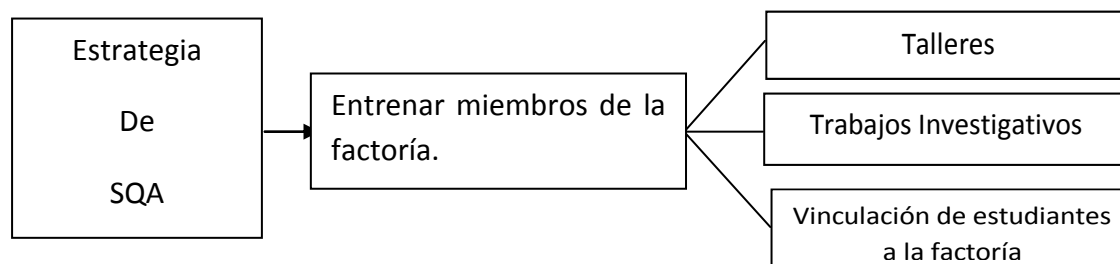 Estrategia
De
SQA
Entrenar miembros de la
factoría.
Talleres
Trabajos Investigativos
Vinculación de estudiantes
a la factoría